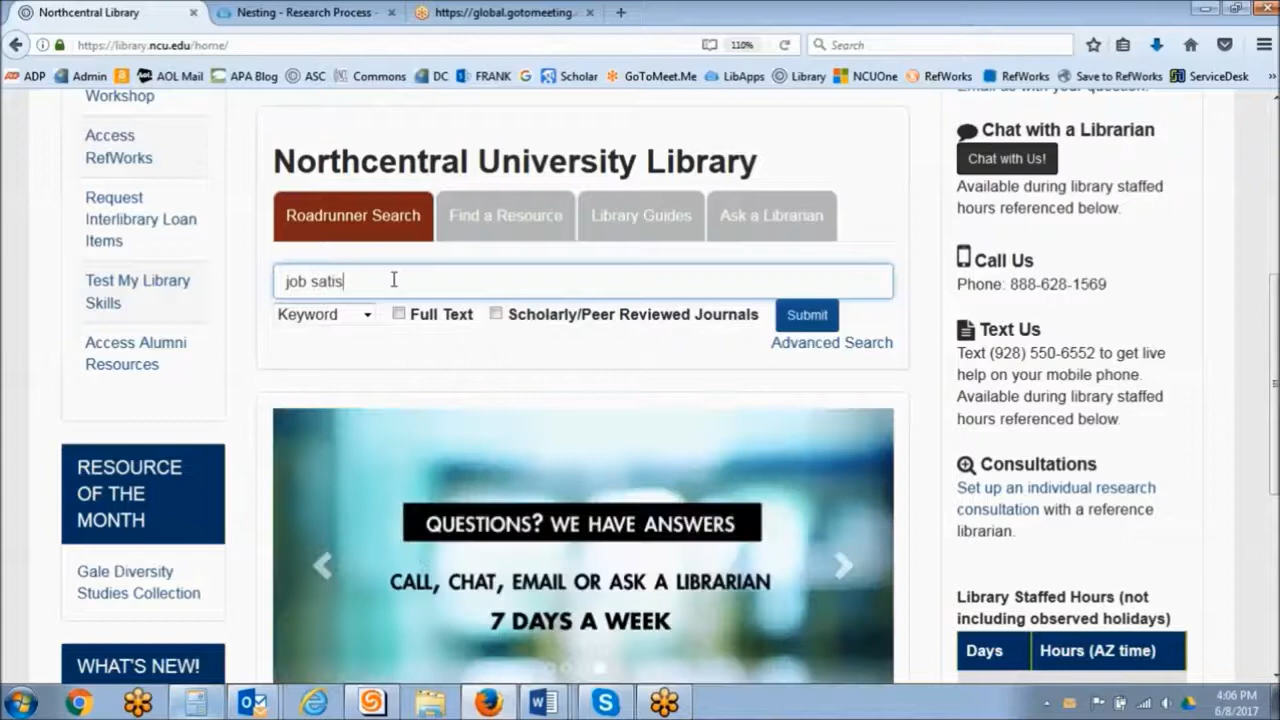 Northcentral Library
Nesting - Research Process -
https://global.gotomeeting.
https://library.ncu.edu/home/
110%
Search
ADP
Admin
AOL Mail
APA Blog
ASC
Commons
DC
FRANK
Scholar
GoToMeet.Me
LibApps
Library
NCUOne
RefWorks
RefWorks
Save to RefWorks
ServiceDesk
Workshop
Access
RefWorks
Request
Interlibrary Loan
Items
Test My Library
Skills
Access Alumni
Resources
RESOURCE
OF THE
MONTH
Gale Diversity
Studies Collection
WHAT'S NEW!
Northcentral University Library
Roadrunner Search
Find a Resource
Library Guides
Ask a Librarian
job satis
Keyword
Full Text
Scholarly/Peer Reviewed Journals
Submit
Advanced Search
QUESTIONS? WE HAVE ANSWERS
CALL, CHAT, EMAIL OR ASK A LIBRARIAN
7 DAYS A WEEK
Email us with your question.
Chat with a Librarian
Chat with Us!
Available during library staffed
hours referenced below.
Call Us
Phone: 888-628-1569
Text Us
Text (928) 550-6552 to get live
help on your mobile phone.
Available during library staffed
hours referenced below.
Consultations
Set up an individual research
consultation with a reference
librarian.
Library Staffed Hours (not
including observed holidays)
Days
Hours (AZ time)
4:06 PM
6/8/2017